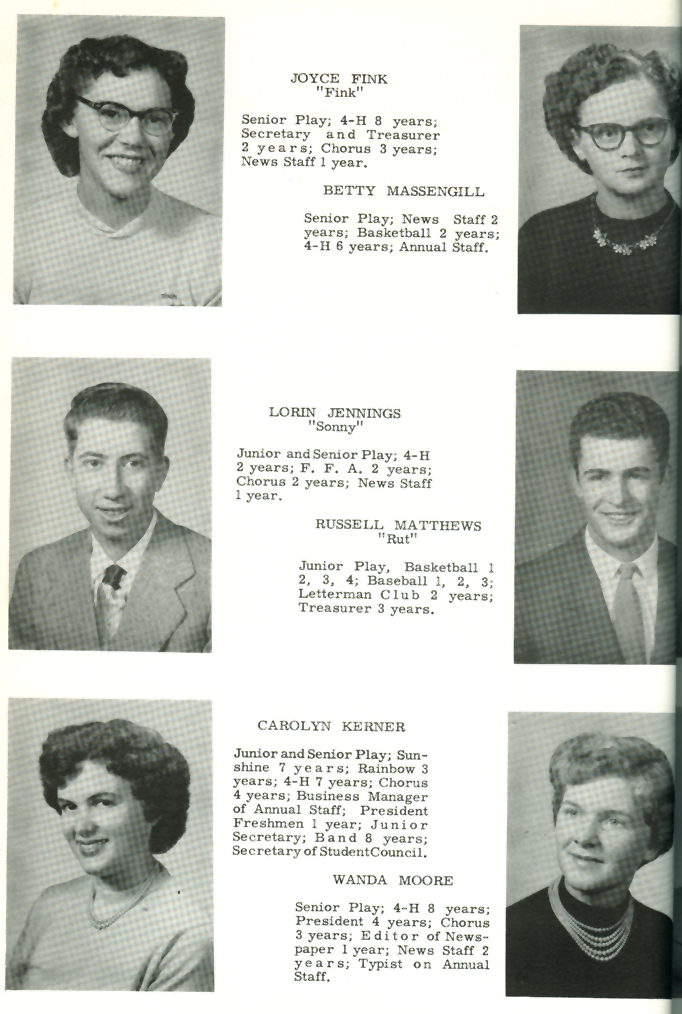 JOYCE FINK
"Fink"
Senior Play; 4-H 8 years;
Secretary and Treasurer
2 years; Chorus 3 years;
News Staff 1 year.
BETTY MASSENGILL
Senior Play; News Staff 2
years; Basketball 2 years;
4-H 6 years; Annual Staff.
LORIN JENNINGS
"Sonny"
Junior and Senior Play; 4-H
2 years; F. F. A. 2 years;
Chorus 2 years; News Staff
1 year.
RUSSELL MATTHEWS
"Rut"
Junior Play, Basketball 1
2, 3, 4; Baseball 1, 2, 3;
Letterman Club 2 years;
Treasurer 3 years.
CAROLYN KERNER
Junior and Senior Play; Sun-
shine 7 years; Rainbow 3
years; 4-H 7 years; Chorus
4 years; Business Manager
of Annual Staff; President
Freshmen 1 year; Junior
Secretary; Band 8 years;
Secretary of Student Council.
WANDA MOORE
Senior Play; 4-H 8 years;
President 4 years; Chorus
3 years; Editor of News-
paper 1 year; News Staff 2
years; Typist on Annual
Staff.